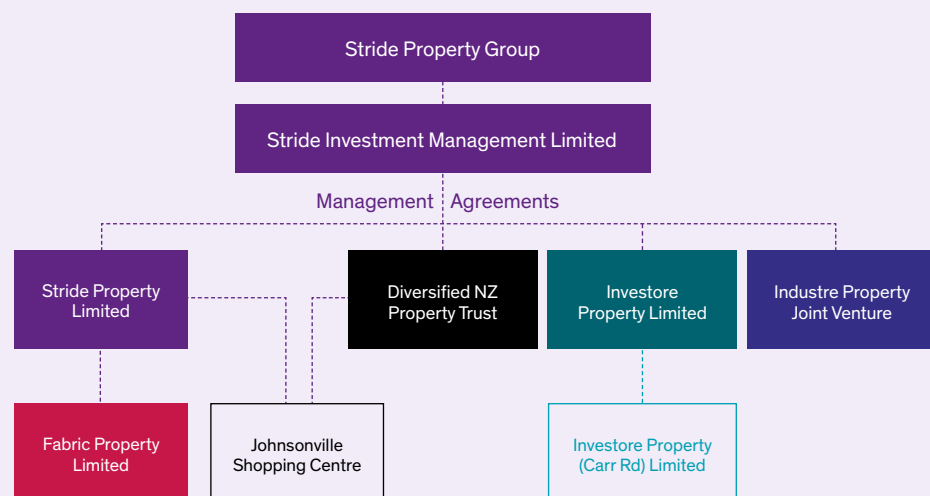 Stride Property Group
Stride Investment Management Limited
Management Agreements
Stride Property
Limited
Diversified NZ
Property Trust
Investore
Property Limited
Industre Property
Joint Venture
Fabric Property
Limited
Johnsonville
Shopping Centre
Investore Property
(Carr Rd) Limited